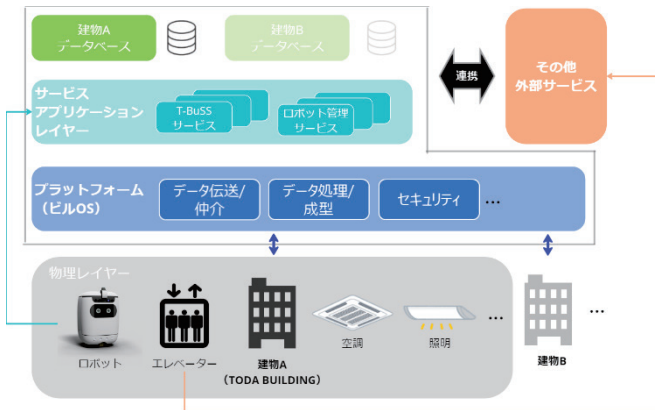 建物A
データベース
建物B
データベース
連携
その他
外部サービス
サービス
アプリケーション
レイヤー
T-BuSS
サービス
ロボット管理
サービス
プラットフォーム
（ビルOS）
データ伝送/
仲介
データ処理/
成型
セキュリティ
…
物理レイヤー
ロボット
エレベーター
建物A
（TODA BUILDING）
空調
照明
…
建物B
…